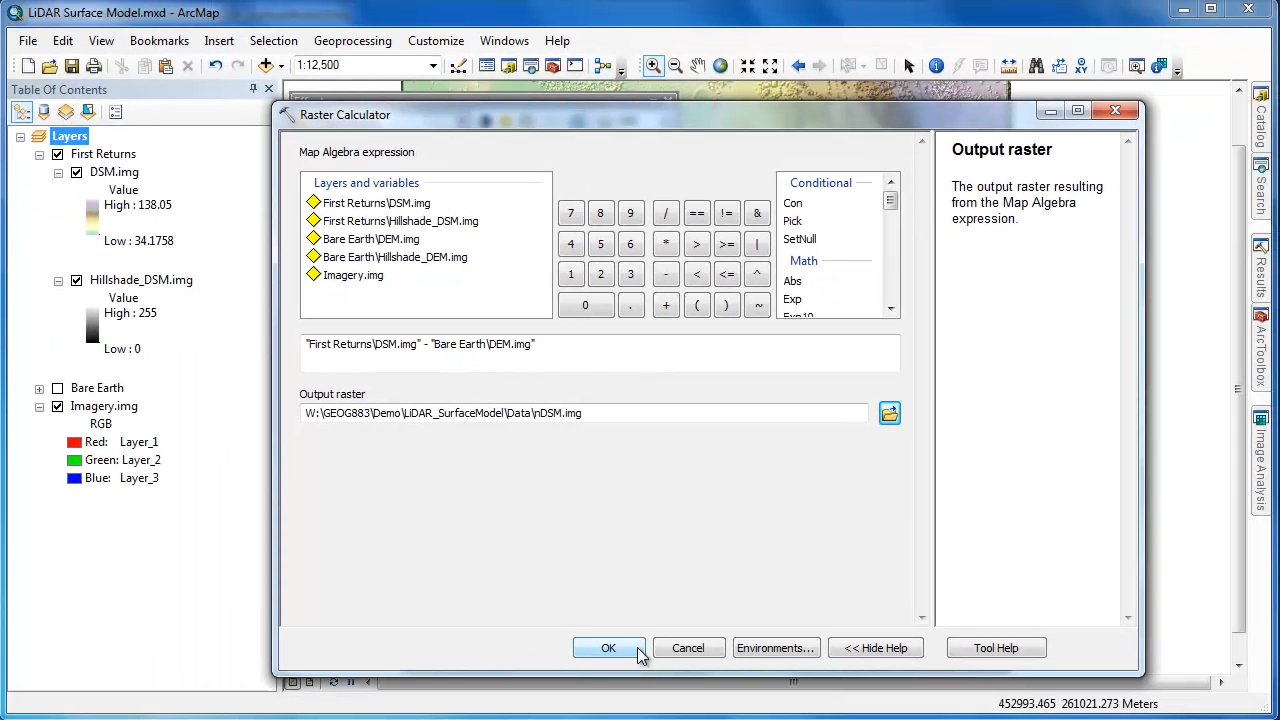 LiDAR Surface Model.mxd - ArcMap
File Edit View Bookmarks Insert Selection Geoprocessing Customize Windows Help
1:12,500
Table Of Contents
Layers
First Returns
DSM.img
Value
High : 138.05
Low : 34.1758
Hillshade_DSM.img
Value
High : 255
Low : 0
Bare Earth
Imagery.img
RGB
Red: Layer_1
Green: Layer_2
Blue: Layer_3
Raster Calculator
Map Algebra expression
Layers and variables
First Returns\DSM.img
First Returns\Hillshade_DSM.img
Bare Earth\DEM.img
Bare Earth\Hillshade_DEM.img
Imagery.img
7 8 9 / == != &
4 5 6 * > >= |
1 2 3 - < <= ^
0 . + ( ) ~
Conditional
Con
Pick
SetNull
Math
Abs
Exp
Exp10
"First Returns\DSM.img" - "Bare Earth\DEM.img"
Output raster
W:\GEOG883\Demo\LiDAR_SurfaceModel\Data\nDSM.img
OK Cancel Environments... << Hide Help Tool Help
Output raster
The output raster resulting
from the Map Algebra
expression.
Catalog
Search
Results
ArcToolbox
Image Analysis
452993.465 261021.273 Meters